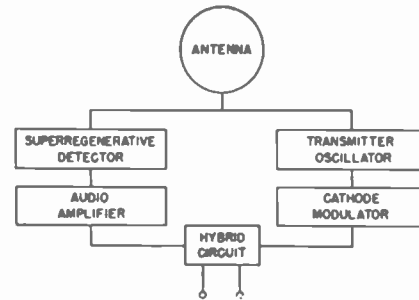 ANTENNA
SUPERREGENERATIVE
DETECTOR
TRANSMITTER
OSCILLATOR
AUDIO
AMPLIFIER
CATHODE
MODULATOR
HYBRID
CIRCUIT